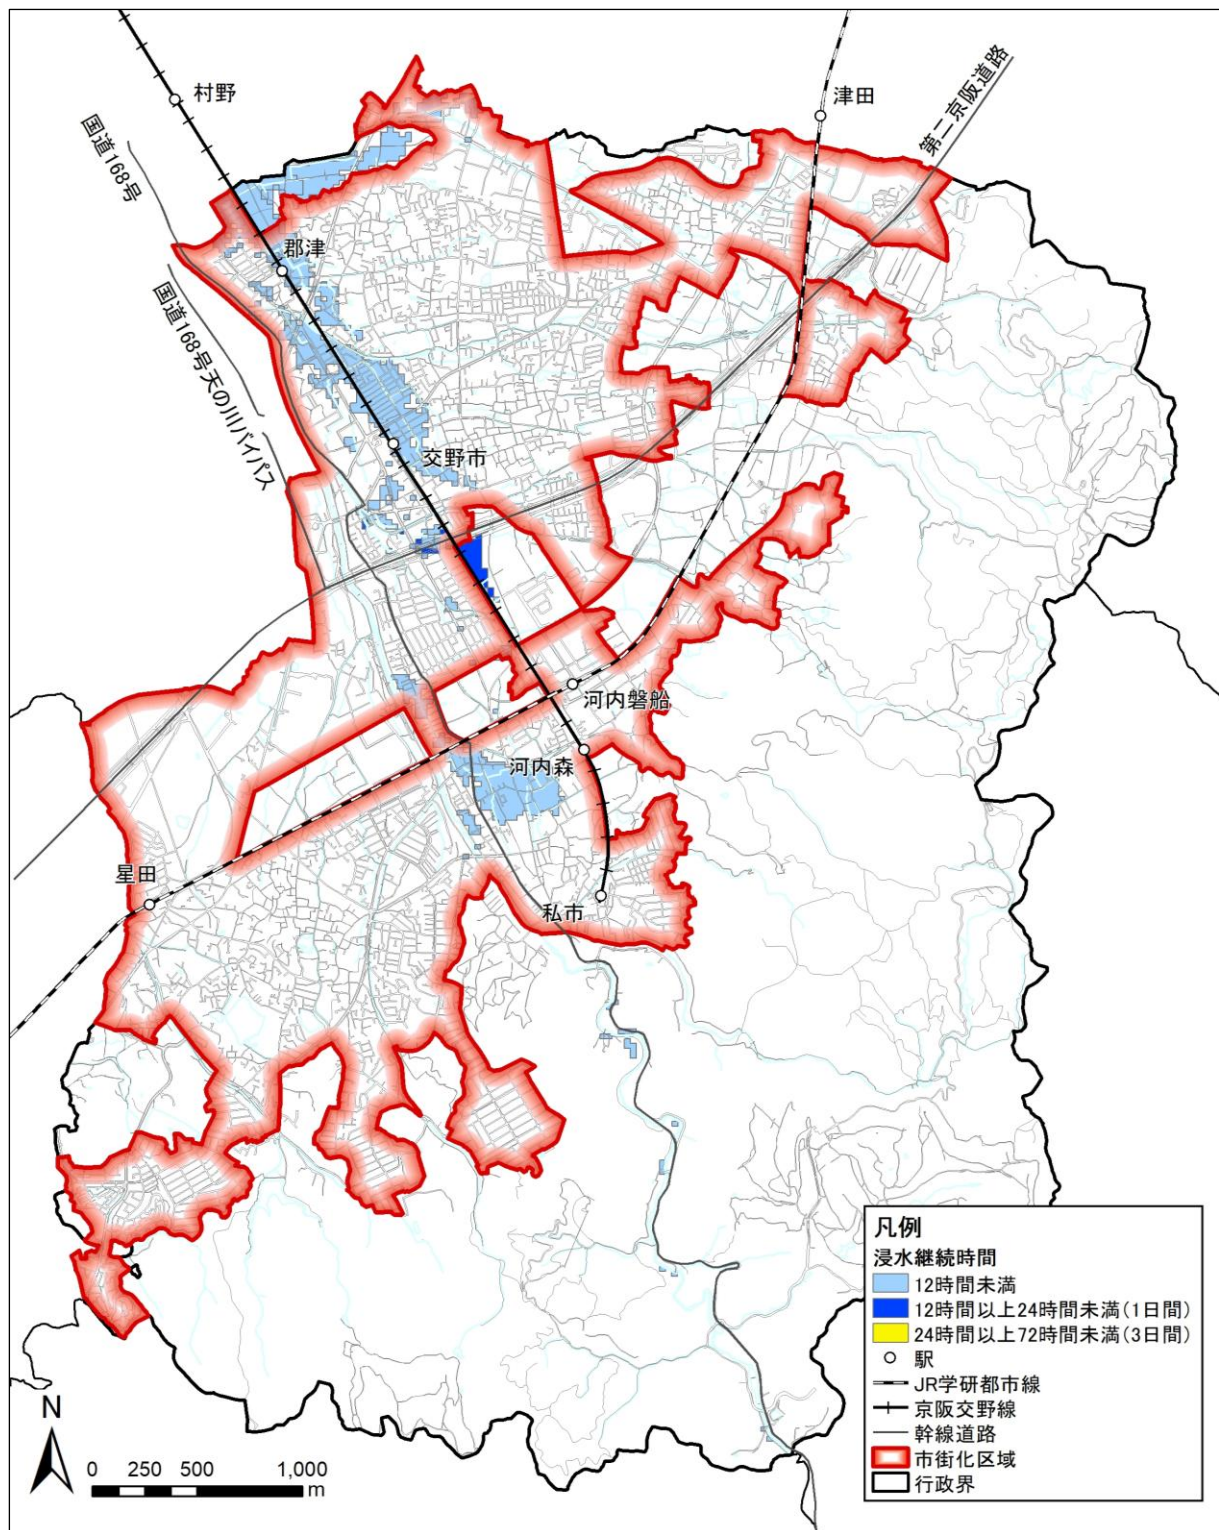 村野
津田
第二京阪道路
国道168号
郡津
国道168号天の川バイパス
交野市
河内磐船
河内森
星田
私市
凡例
浸水継続時間
12時間未満
12時間以上24時間未満(1日間)
24時間以上72時間未満(3日間)
駅
JR学研都市線
京阪交野線
幹線道路
市街化区域
行政界
N
0 250 500 1,000
m